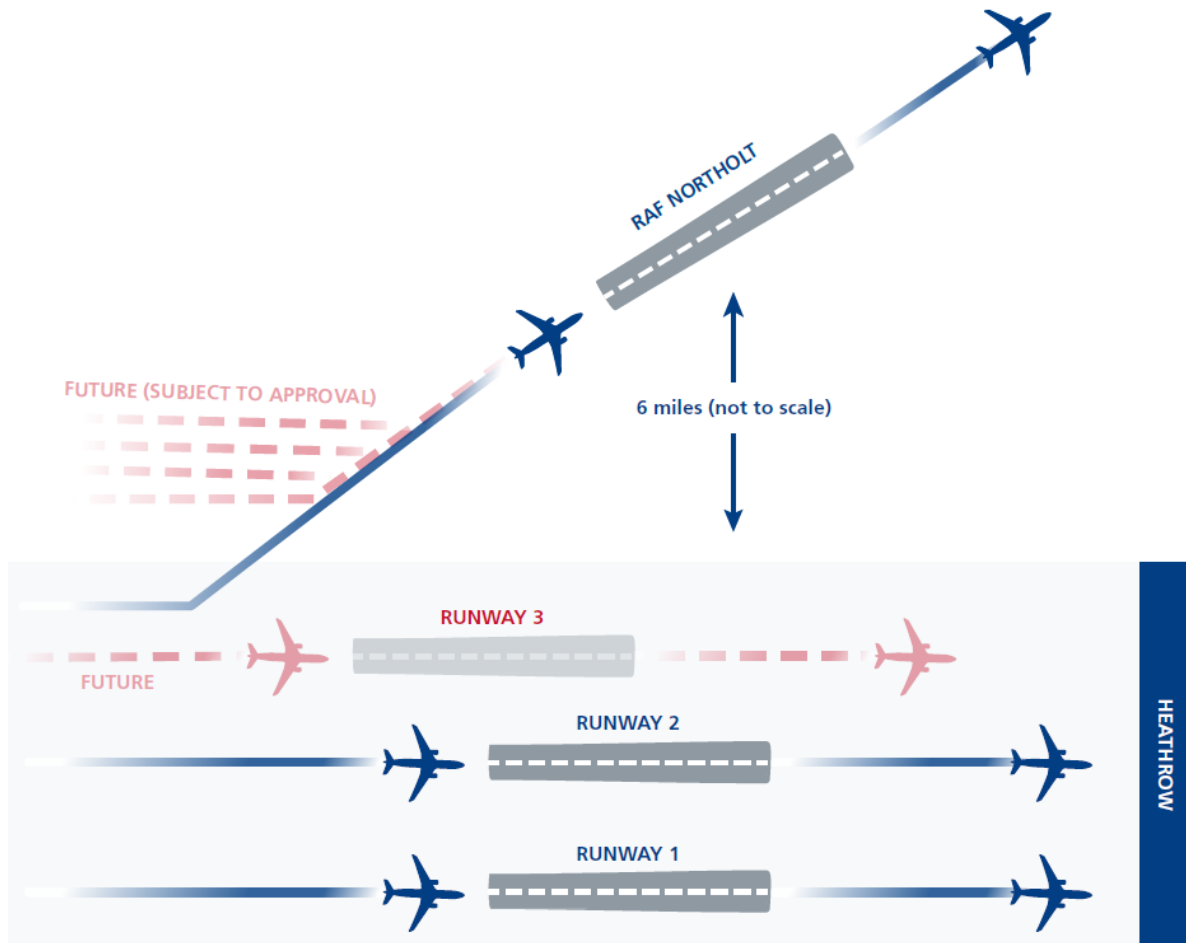 RAF NORTHOLT
FUTURE (SUBJECT TO APPROVAL)
6 miles (not to scale)
RUNWAY 3
FUTURE
RUNWAY 2
HEATHROW
RUNWAY 1